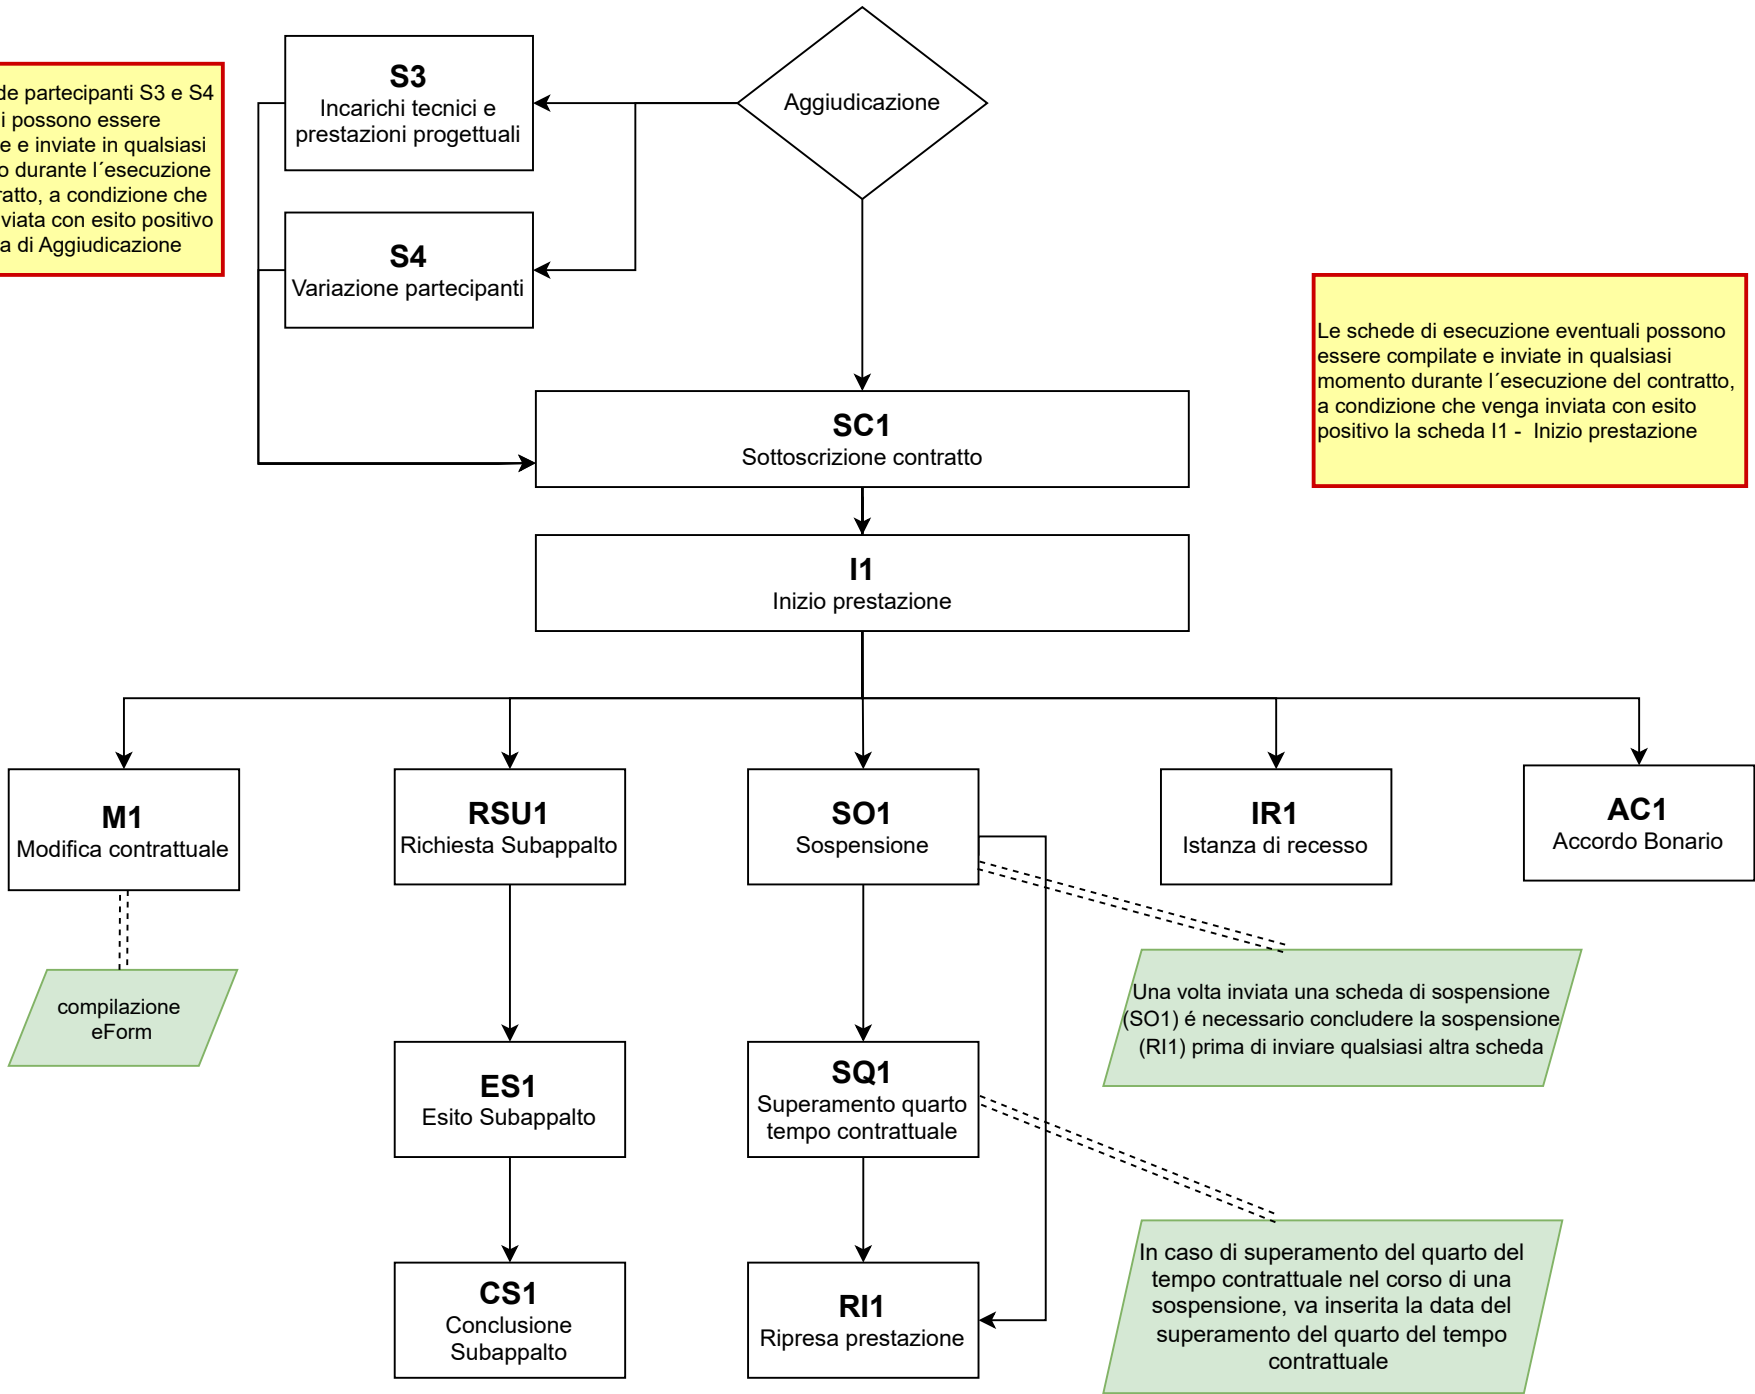 S3
Incarichi tecnici e
prestazioni progettuali
Aggiudicazione
partecipanti S3 e S4
possono essere
e inviate in qualsiasi
durante l´esecuzione
a condizione che
con esito positivo
di Aggiudicazione
S4
Variazione partecipanti
Le schede di esecuzione eventuali possono
essere compilate e inviate in qualsiasi
momento durante l´esecuzione del contratto,
a condizione che venga inviata con esito
positivo la scheda I1 - Inizio prestazione
SC1
Sottoscrizione contratto
I1
Inizio prestazione
M1
Modifica contrattuale
RSU1
Richiesta Subappalto
SO1
Sospensione
IR1
Istanza di recesso
AC1
Accordo Bonario
compilazione
eForm
Una volta inviata una scheda di sospensione
(SO1) é necessario concludere la sospensione
(RI1) prima di inviare qualsiasi altra scheda
ES1
Esito Subappalto
SQ1
Superamento quarto
tempo contrattuale
CS1
Conclusione
Subappalto
RI1
Ripresa prestazione
In caso di superamento del quarto del
tempo contrattuale nel corso di una
sospensione, va inserita la data del
superamento del quarto del tempo
contrattuale